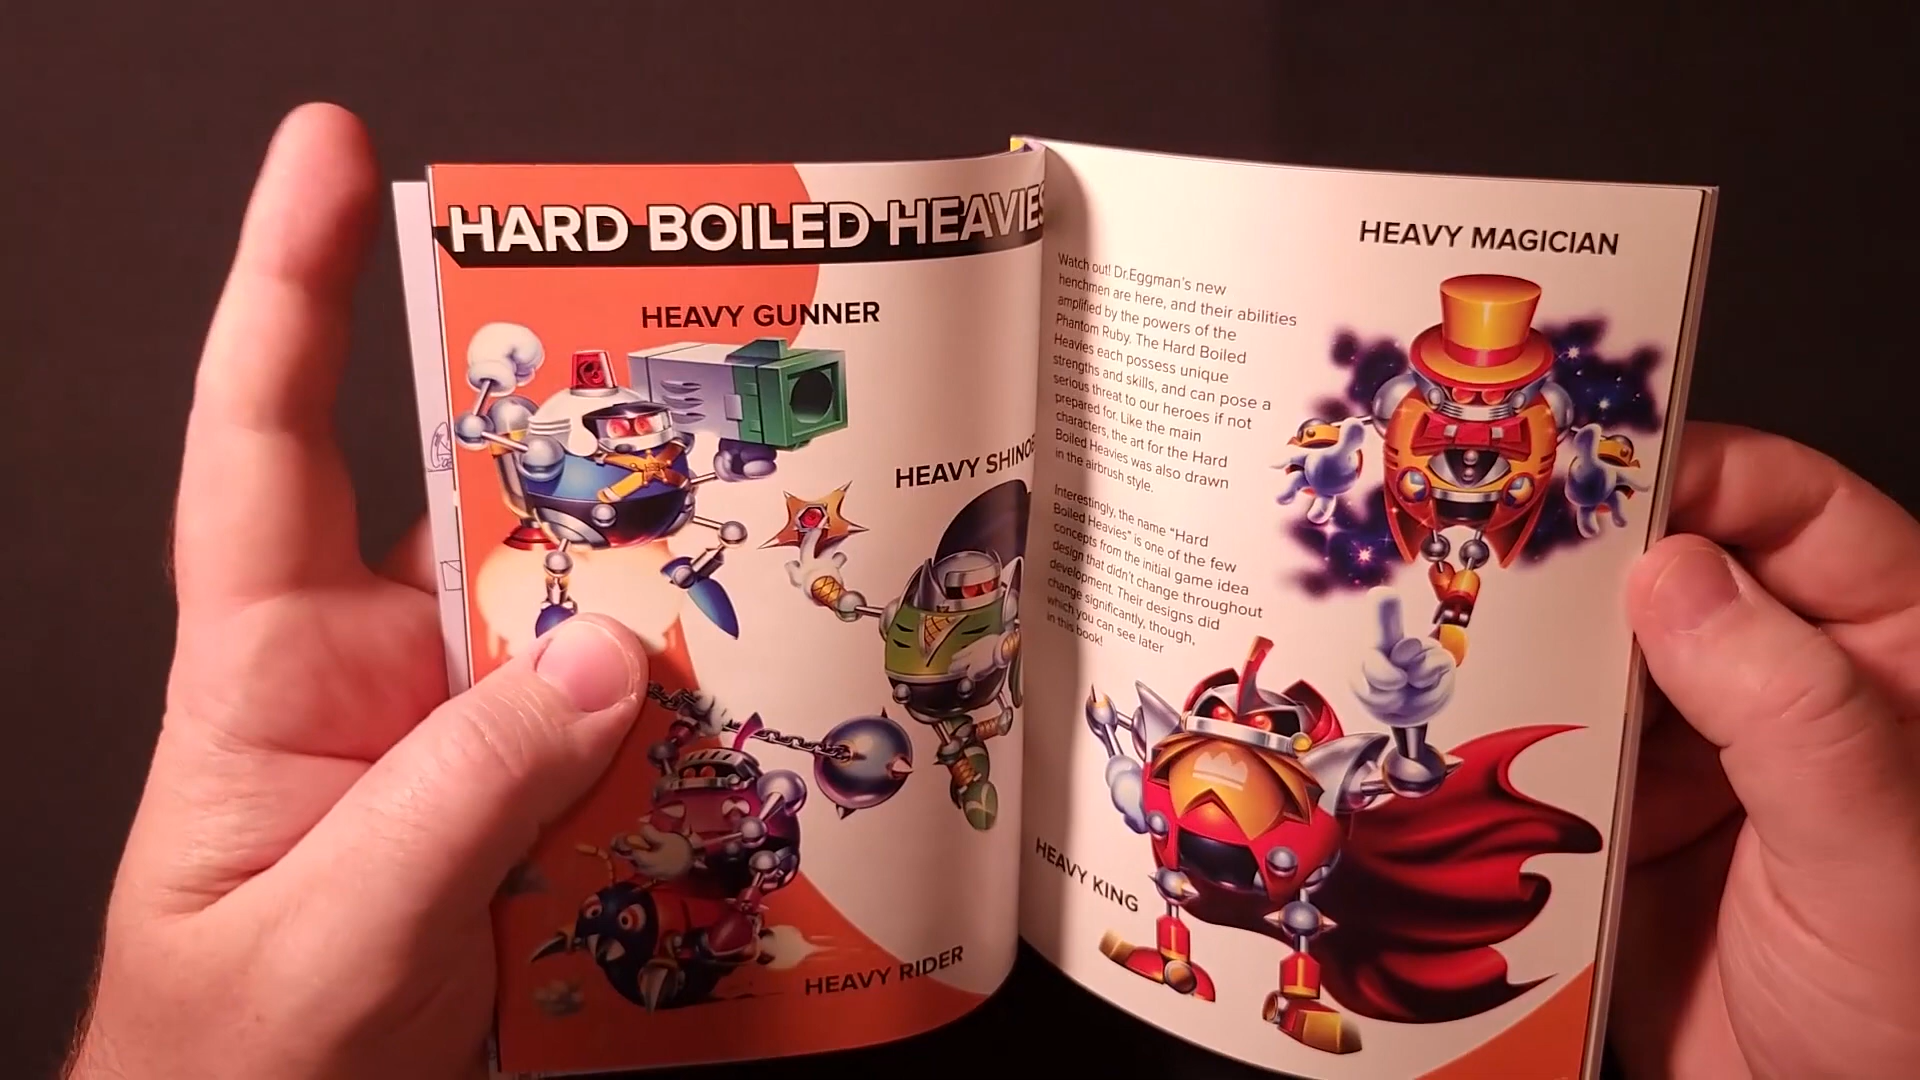 HARD BOILED HEAVIES
HEAVY GUNNER
HEAVY RIDER
HEAVY MAGICIAN
Watch out! Dr.Eggman's new
henchmen are here, and their abilities
amplified by the powers of the
Phantom Ruby. The Hard Boiled
Heavies each possess unique
strengths and skills, and can pose a
serious threat to our heroes if not
prepared for. Like the main
characters, the art for the Hard
Boiled Heavies was also drawn
in the airbrush style.
Interestingly, the name "Hard
Boiled Heavies" is one of the few
concepts from the initial game idea
design that didn't change throughout
development. Their designs did
change significantly, though,
which you can see later
in this book!
HEAVY KING